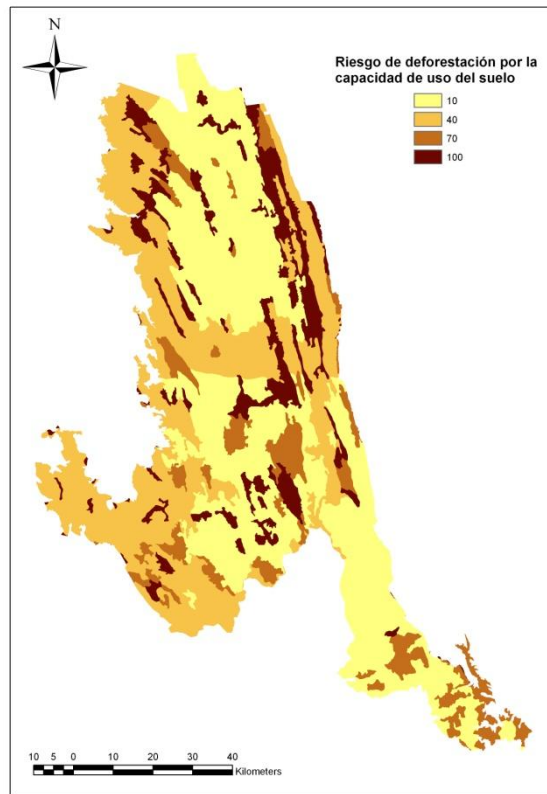 N
Riesgo de deforestación por la
capacidad de uso del suelo
10
40
70
100
10 5 0 10 20 30 40
Kilometers